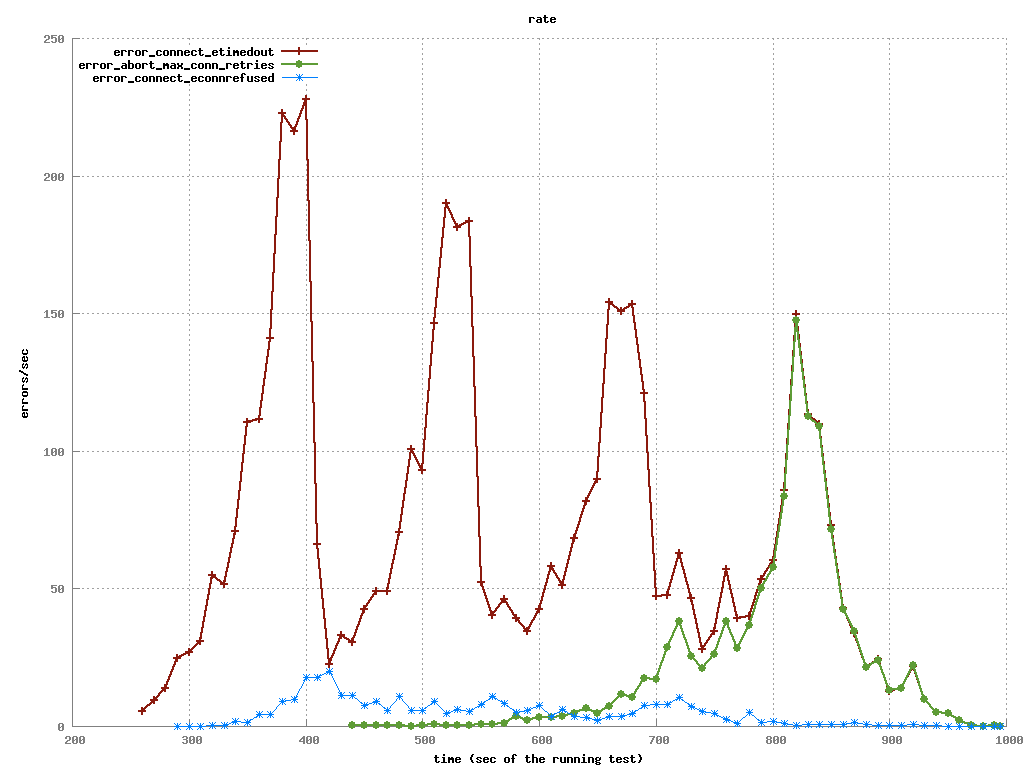 rate
250
200
150
100
50
0
errors/sec
error_connect_etimedout
error_abort_max_conn_retries
error_connect_econnrefused
200
300
400
500
600
700
800
900
1000
time (sec of the running test)